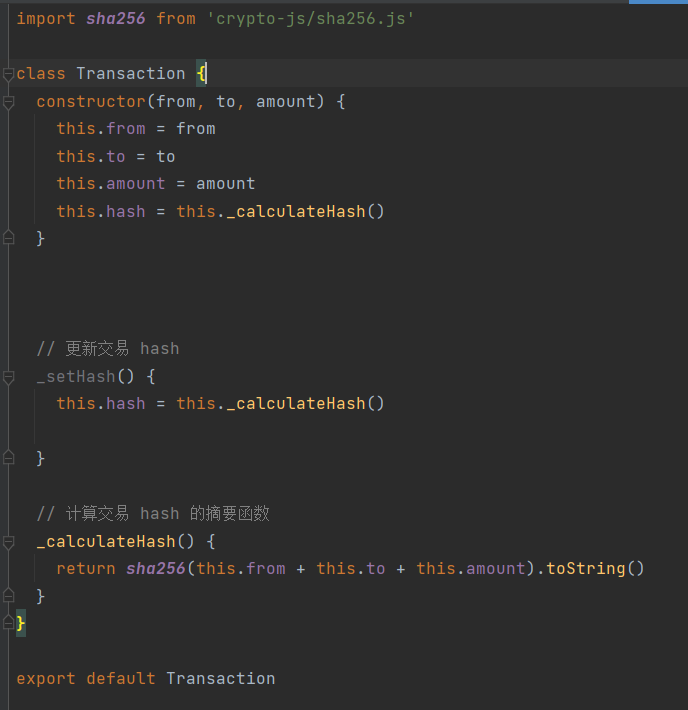 import sha256 from 'crypto-js/sha256.js'
class Transaction {
constructor(from, to, amount) {
this.from = from
this.to = to
this.amount = amount
this.hash = this._calculateHash()
}
// 更新交易 hash
_setHash() {
this.hash = this._calculateHash()
}
// 计算交易 hash 的摘要函数
_calculateHash() {
return sha256(this.from + this.to + this.amount).toString()
}
}
export default Transaction